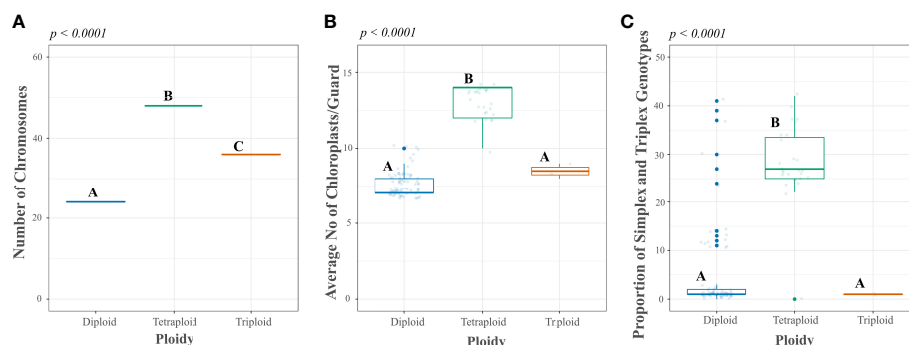 A
p < 0.0001
Number of Chromosomes
60
40
20
0
A
B
C
Diploid Tetraploid Triploid
Ploidy
B
p < 0.0001
Average No of Chloroplasts/Guard
15
10
5
0
A
B
A
Diploid Tetraploid Triploid
Ploidy
C
p < 0.0001
Proportion of Simplex and Triplex Genotypes
50
40
30
20
10
0
A
B
A
Diploid Tetraploid Triploid
Ploidy